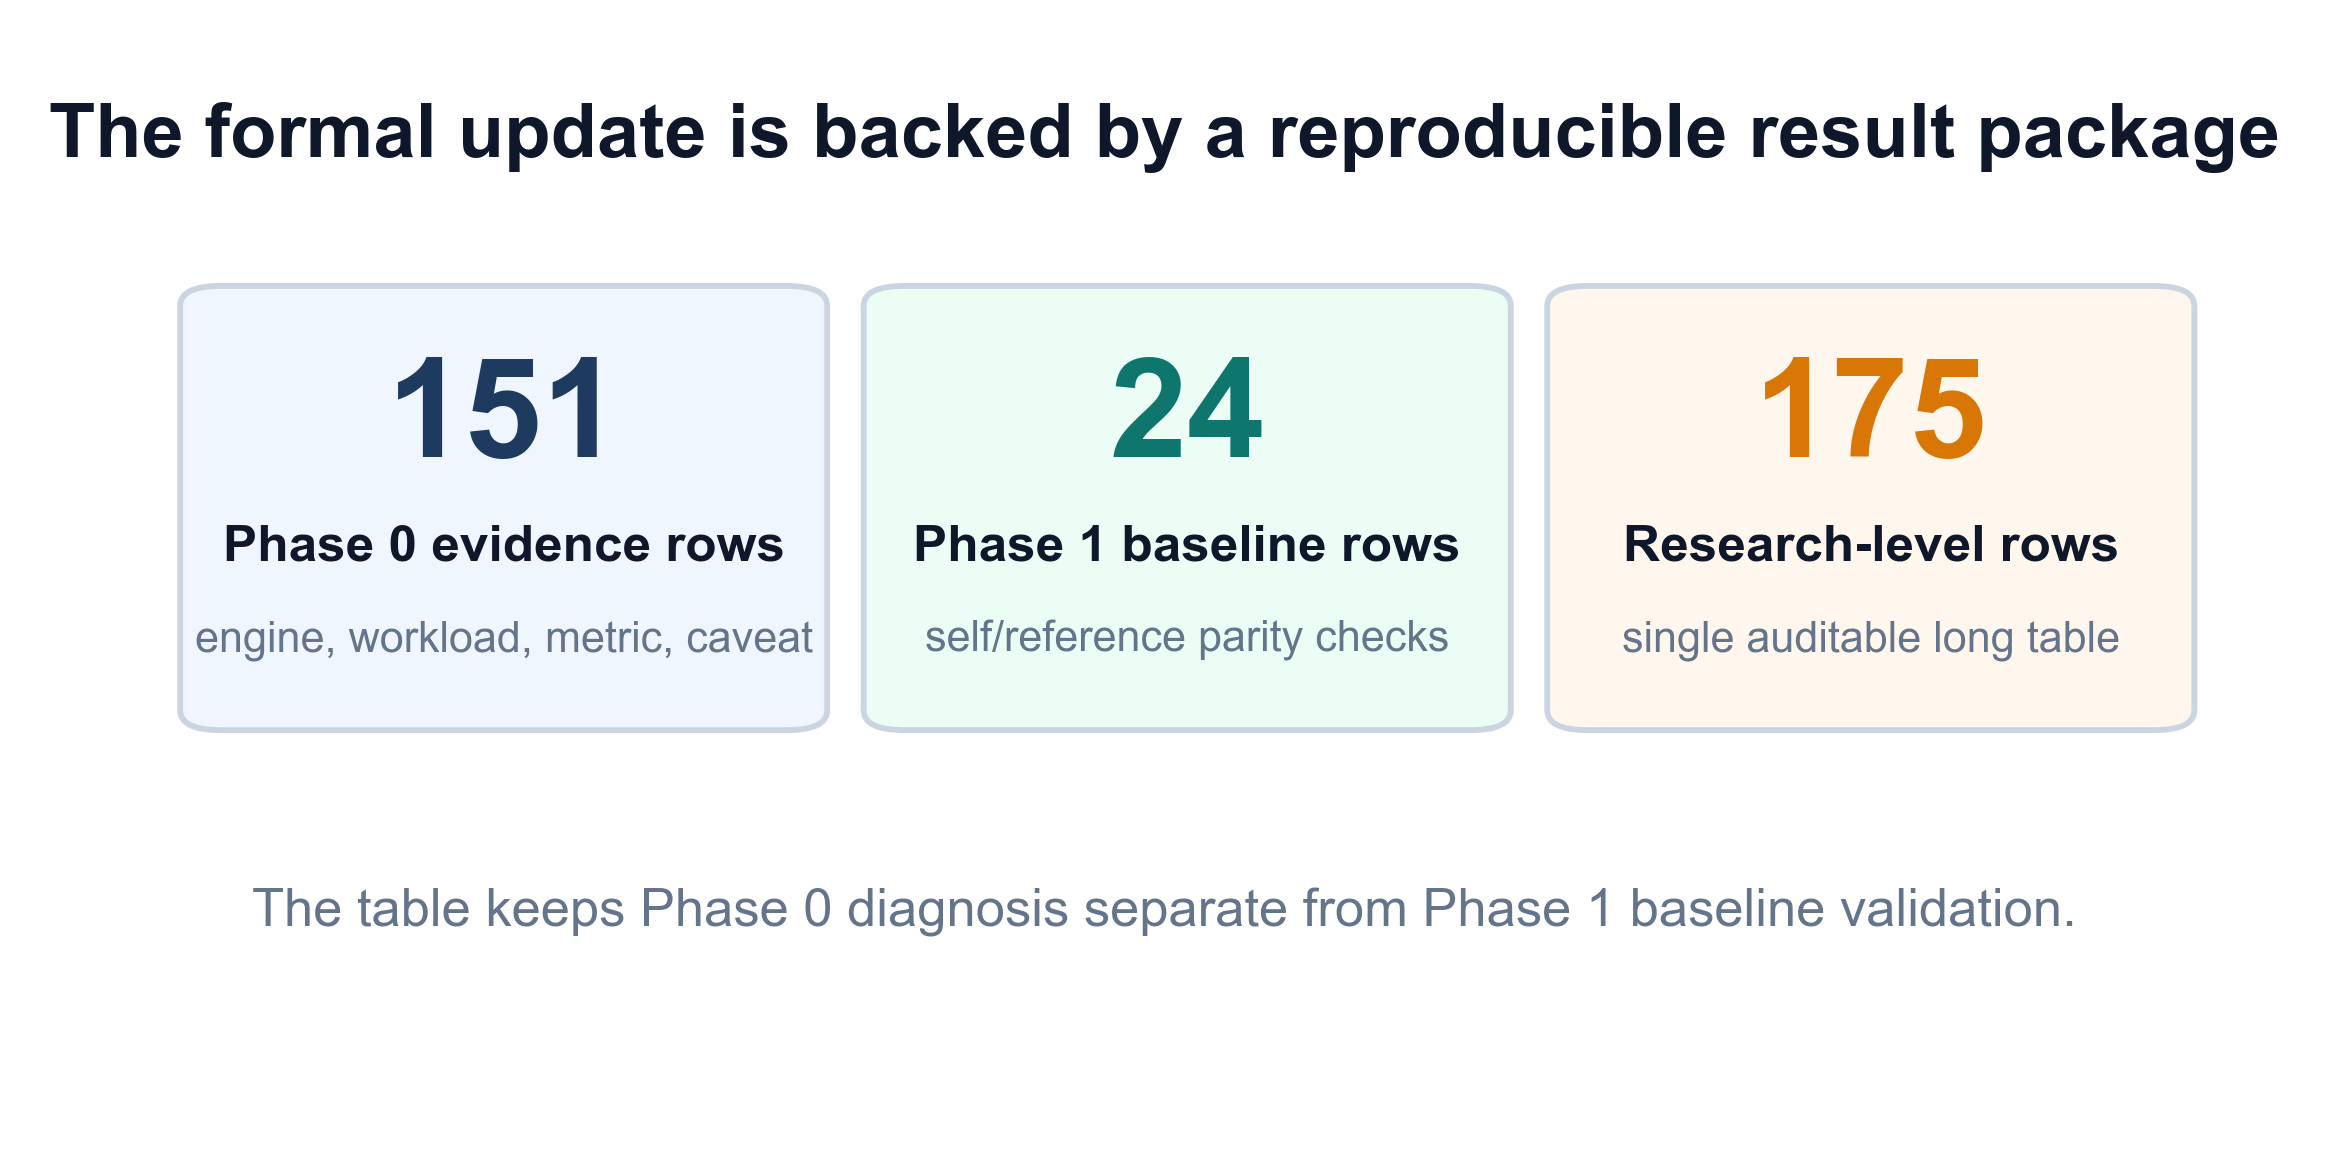 The formal update is backed by a reproducible result package
151
Phase 0 evidence rows
engine, workload, metric, caveat
24
Phase 1 baseline rows
self/reference parity checks
175
Research-level rows
single auditable long table
The table keeps Phase 0 diagnosis separate from Phase 1 baseline validation.